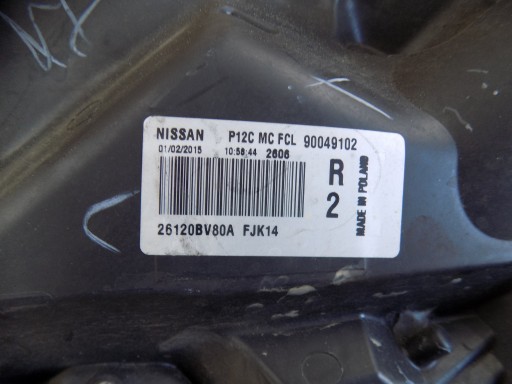 NISSAN P12C MC FCL 90049102
01/02/2015 10:58:44 2606
R
2
MADE IN POLAND
26120BV80A FJK14